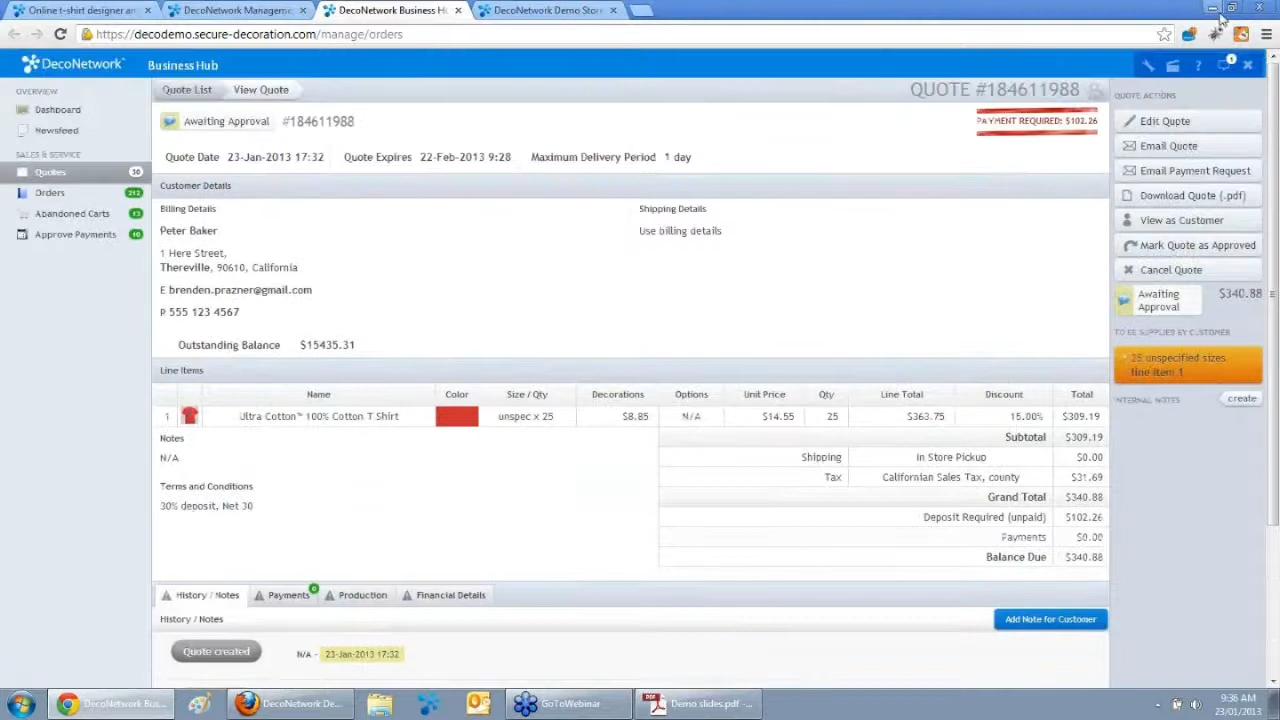 Online t-shirt designer an
DecoNetwork Manageme
DecoNetwork Business H
DecoNetwork Demo Store
https://decodemo.secure-decoration.com/manage/orders
DecoNetwork Business Hub
1
OVERVIEW
Dashboard
Newsfeed
SALES & SERVICE
Quotes 30
Orders 212
Abandoned Carts 13
Approve Payments 10
Quote List View Quote QUOTE #184611988
Awaiting Approval #184611988
PAYMENT REQUIRED: $102.26
Quote Date 23-Jan-2013 17:32 Quote Expires 22-Feb-2013 9:28 Maximum Delivery Period 1 day
Customer Details
Billing Details Shipping Details
Peter Baker Use billing details
1 Here Street,
Thereville, 90610, California
E brenden.prazner@gmail.com
P 555 123 4567
Outstanding Balance $15435.31
Line Items
Name Color Size / Qty Decorations Options Unit Price Qty Line Total Discount Total
1 Ultra Cotton™ 100% Cotton T Shirt unspec x 25 $8.85 N/A $14.55 25 $363.75 15.00% $309.19
Notes
N/A
Terms and Conditions
30% deposit, Net 30
Subtotal $309.19
Shipping In Store Pickup $0.00
Tax Californian Sales Tax, county $31.69
Grand Total $340.88
Deposit Required (unpaid) $102.26
Payments $0.00
Balance Due $340.88
History / Notes Payments 0 Production Financial Details
History / Notes Add Note for Customer
Quote created N/A - 23-Jan-2013 17:32
QUOTE ACTIONS
Edit Quote
Email Quote
Email Payment Request
Download Quote (.pdf)
View as Customer
Mark Quote as Approved
Cancel Quote
Awaiting Approval $340.88
TO BE SUPPLIED BY CUSTOMER
25 unspecified sizes
line item 1
INTERNAL NOTES create
DecoNetwork Bus...
DecoNetwork De...
GoToWebinar
Demo slides.pdf -...
9:36 AM
23/01/2013